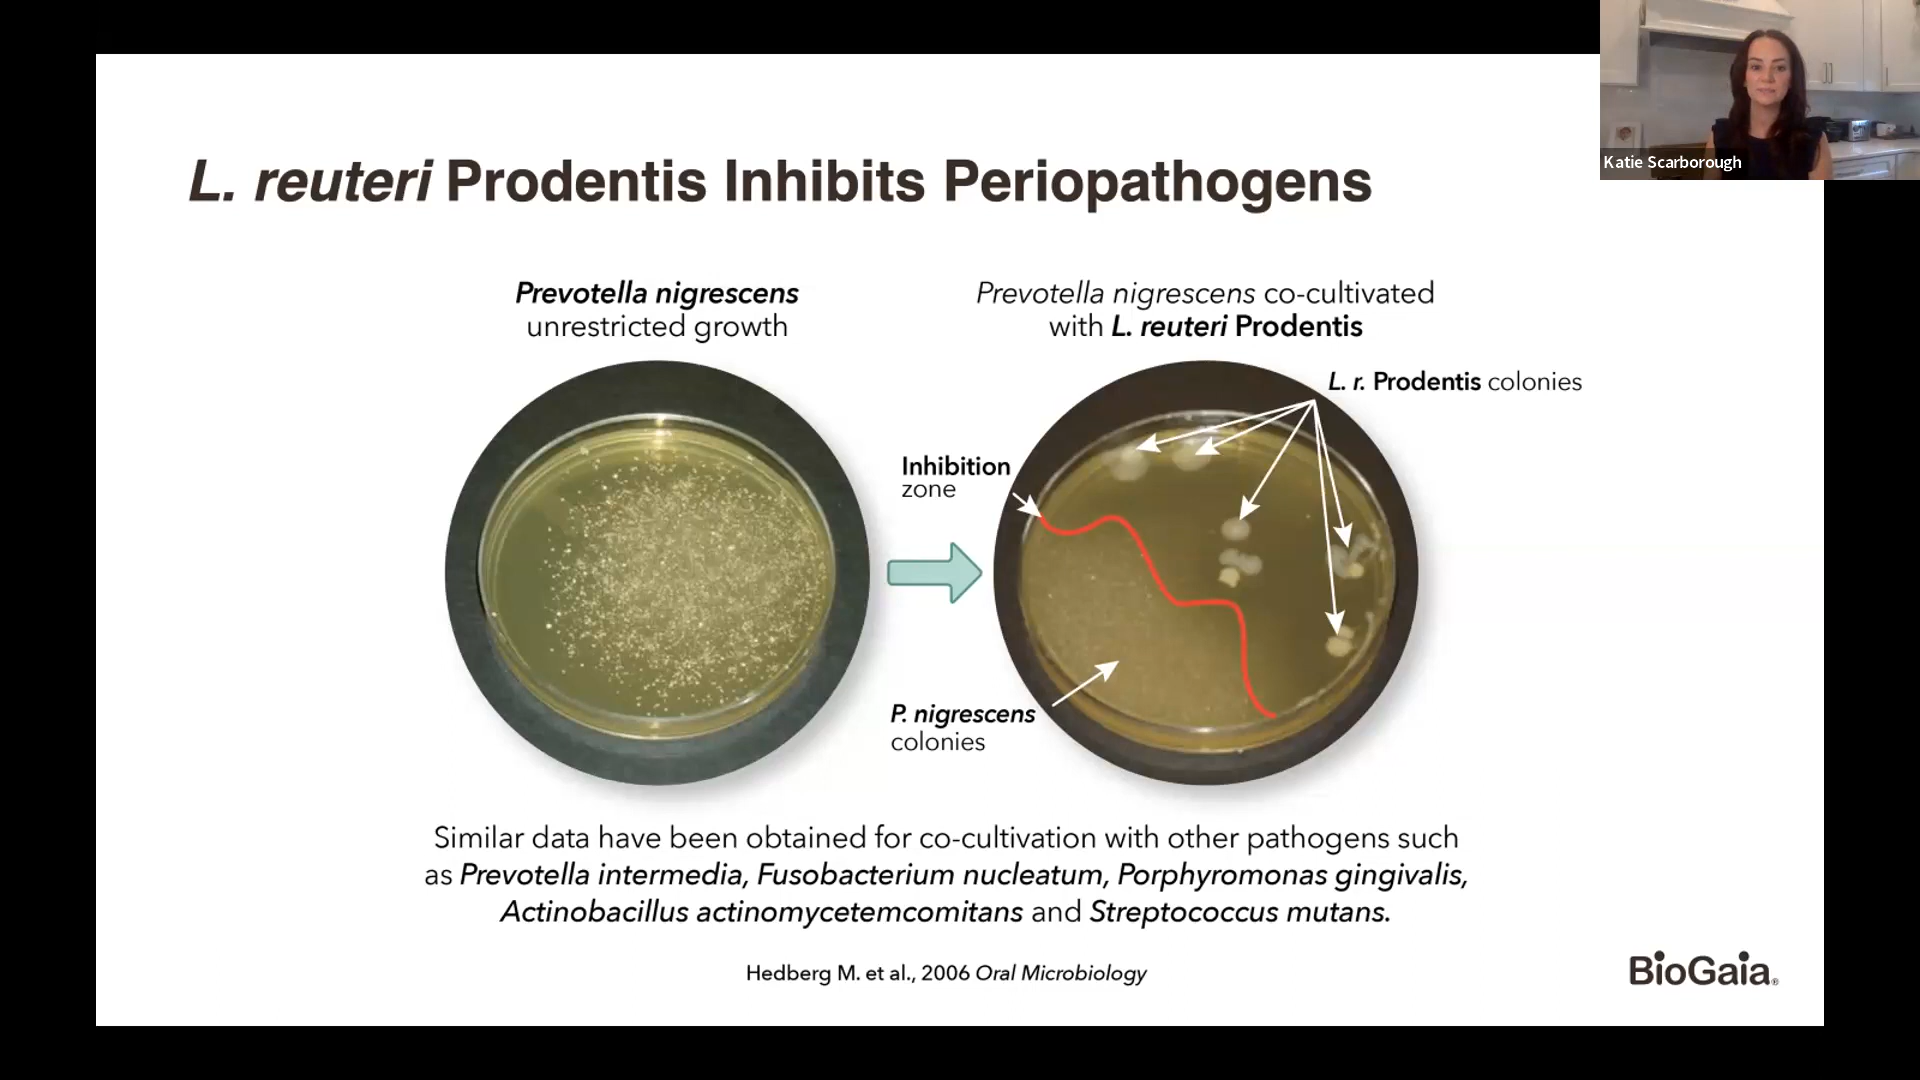 Katie Scarborough
L. reuteri Prodentis Inhibits Periopathogens
Prevotella nigrescens
unrestricted growth
Prevotella nigrescens co-cultivated
with L. reuteri Prodentis
L. r. Prodentis colonies
Inhibition
zone
P. nigrescens
colonies
Similar data have been obtained for co-cultivation with other pathogens such
as Prevotella intermedia, Fusobacterium nucleatum, Porphyromonas gingivalis,
Actinobacillus actinomycetemcomitans and Streptococcus mutans.
Hedberg M. et al., 2006 Oral Microbiology
BioGaia®